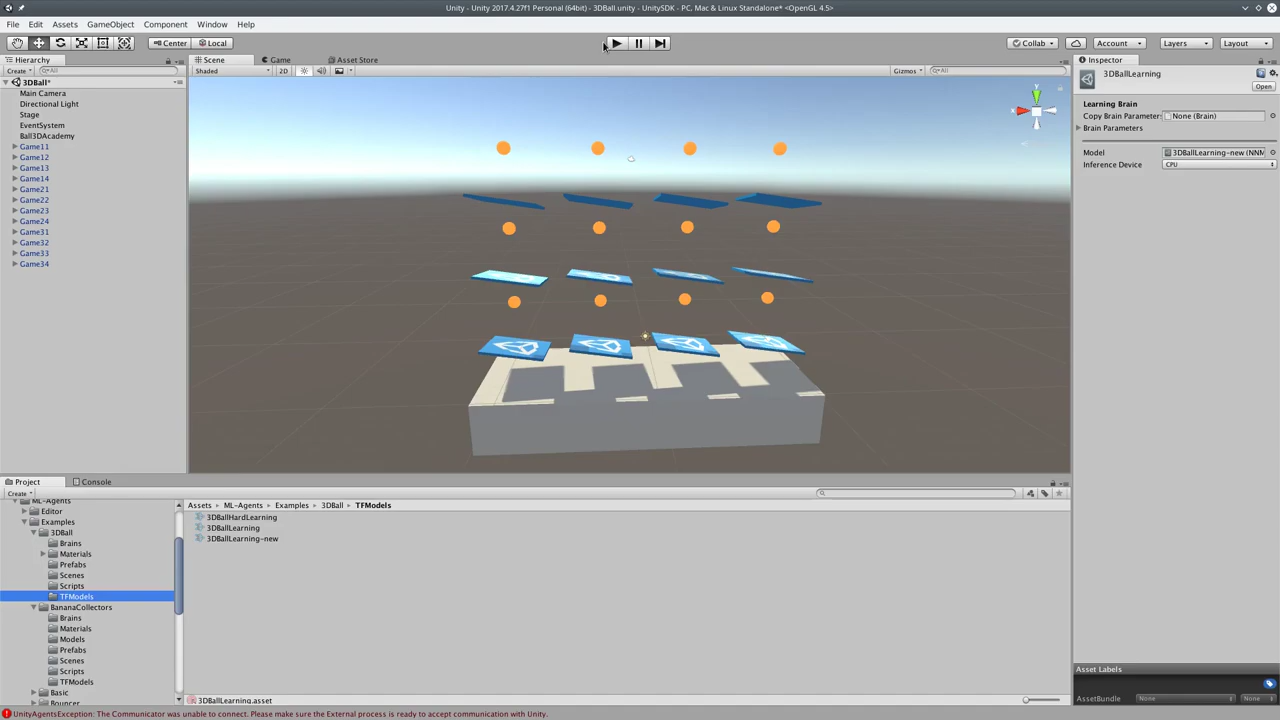 Unity - Unity 2017.4.27f1 Personal (64bit) - 3DBall.unity - UnitySDK - PC, Mac & Linux Standalone* <OpenGL 4.5>
File Edit Assets GameObject Component Window Help
Center Local Collab Account Layers Layout
Hierarchy Scene Game Asset Store Inspector
Create All Shaded 2D Gizmos All
3DBall*
Main Camera
Directional Light
Stage
EventSystem
Ball3DAcademy
Game11
Game12
Game13
Game14
Game21
Game22
Game23
Game24
Game31
Game32
Game33
Game34
y
x
3DBallLearning
Open
Learning Brain
Copy Brain Parameter: None (Brain)
Brain Parameters
Model 3DBallLearning-new (NNM
Inference Device CPU
Project Console
Create
ML-Agents
Editor
Examples
3DBall
Brains
Materials
Prefabs
Scenes
Scripts
TFModels
BananaCollectors
Brains
Materials
Models
Prefabs
Scenes
Scripts
TFModels
Basic
Bouncer
Assets ▸ ML-Agents ▸ Examples ▸ 3DBall ▸ TFModels
3DBallHardLearning
3DBallLearning
3DBallLearning-new
3DBallLearning.asset
Asset Labels
AssetBundle None None
UnityAgentsException: The Communicator was unable to connect. Please make sure the External process is ready to accept communication with Unity.